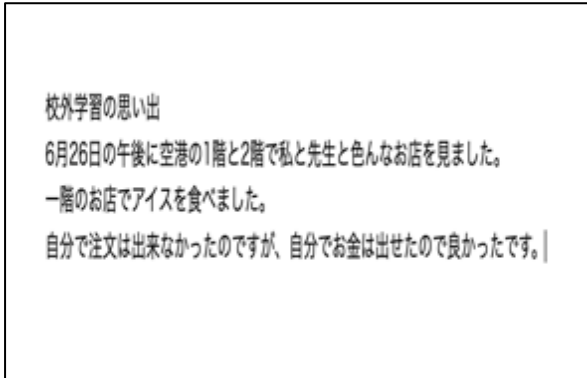 校外学習の思い出
6月26日の午後に空港の1階と2階で私と先生と色んなお店を見ました。
一階のお店でアイスを食べました。
自分で注文は出来なかったのですが、自分でお金は出せたので良かったです。